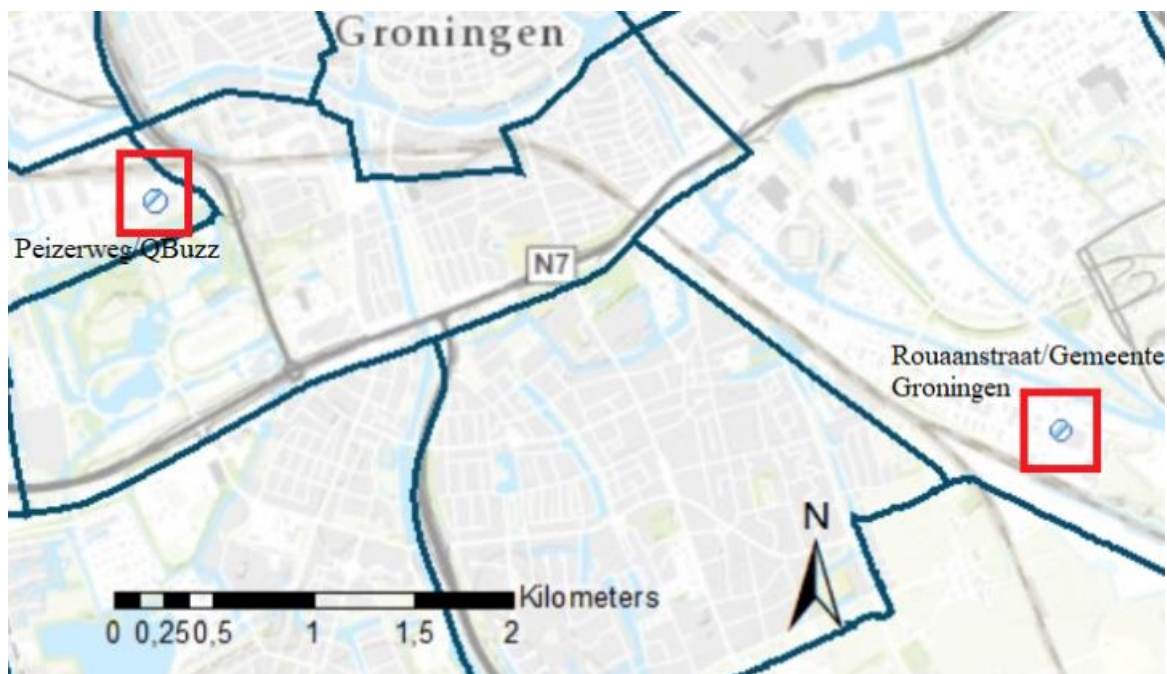 Groningen
Peizerweg/QBuzz
N7
Rouaanstraat/Gemeente
Groningen
N
Kilometers
0 0,250,5 1 1,5 2